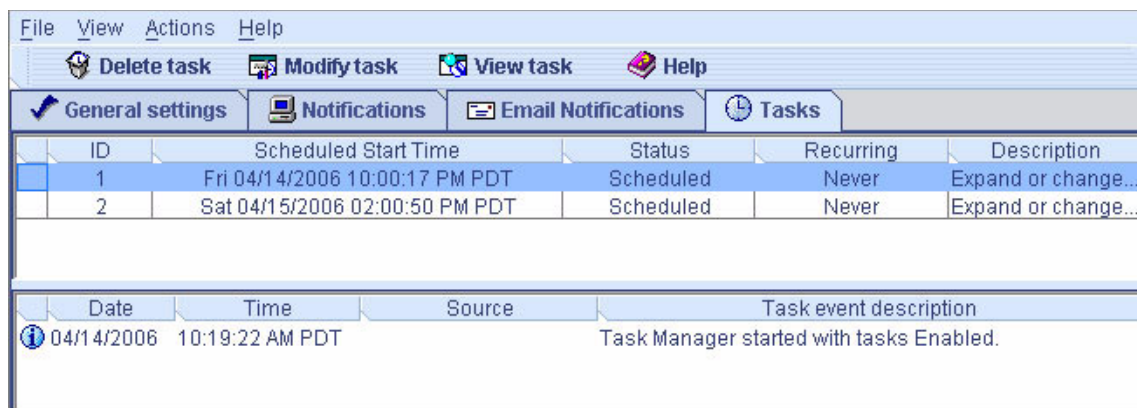 File View Actions Help
Delete task Modify task View task Help
General settings Notifications Email Notifications Tasks
ID Scheduled Start Time Status Recurring Description
1 Fri 04/14/2006 10:00:17 PM PDT Scheduled Never Expand or change...
2 Sat 04/15/2006 02:00:50 PM PDT Scheduled Never Expand or change...
Date Time Source Task event description
04/14/2006 10:19:22 AM PDT Task Manager started with tasks Enabled.